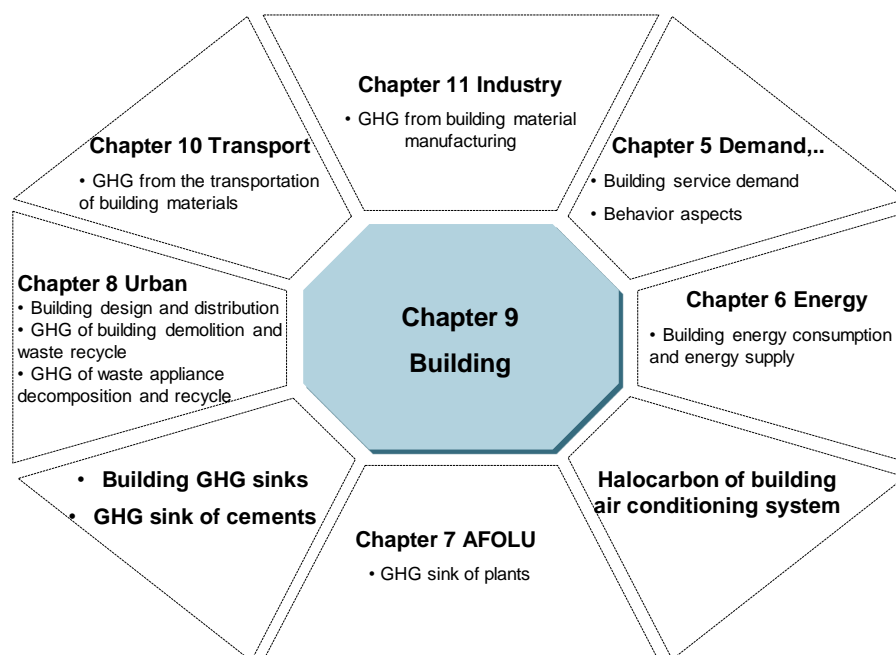 Chapter 11 Industry
• GHG from building material
manufacturing
Chapter 10 Transport
• GHG from the transportation
of building materials
Chapter 5 Demand,..
• Building service demand
• Behavior aspects
Chapter 8 Urban
• Building design and distribution
• GHG of building demolition and
waste recycle
• GHG of waste appliance
decomposition and recycle
Chapter 9
Building
Chapter 6 Energy
• Building energy consumption
and energy supply
• Building GHG sinks
• GHG sink of cements
Chapter 7 AFOLU
• GHG sink of plants
Halocarbon of building
air conditioning system